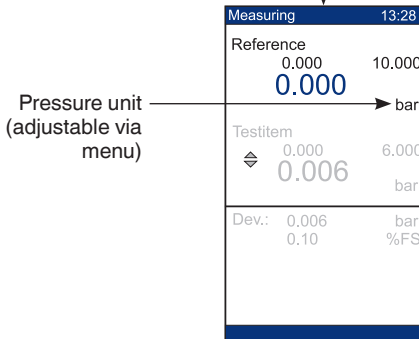 Measuring 13:28
Reference
0.000 10.000
0.000
bar
Pressure unit
(adjustable via
menu)
Testitem
0.000 6.000
0.006
bar
Dev.: 0.006 bar
0.10 %FS